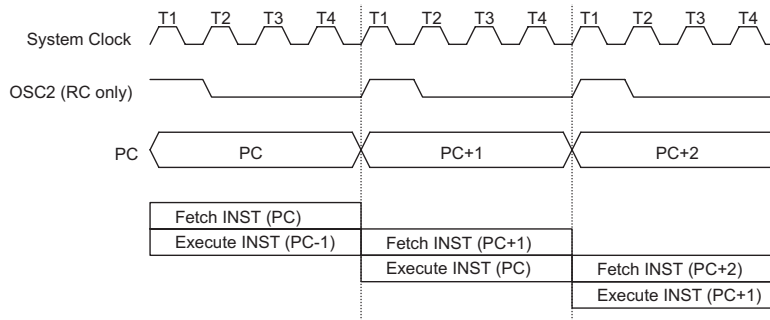 T1 T2 T3 T4 T1 T2 T3 T4 T1 T2 T3 T4
System Clock
OSC2 (RC only)
PC PC PC+1 PC+2
Fetch INST (PC)
Execute INST (PC-1) Fetch INST (PC+1)
Execute INST (PC) Fetch INST (PC+2)
Execute INST (PC+1)